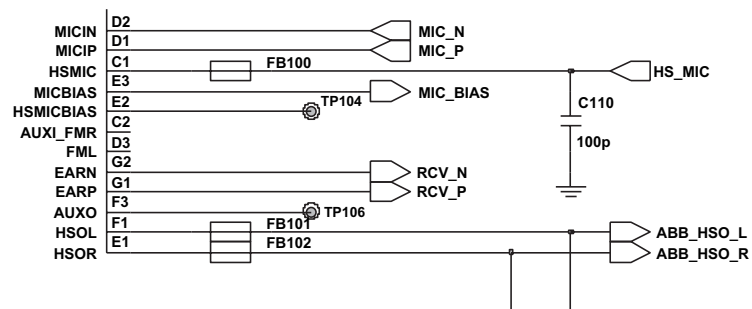 D2
MICIN MIC_N
D1
MICIP MIC_P
C1
HSMIC FB100 HS_MIC
E3
MICBIAS MIC_BIAS
E2 TP104
HSMICBIAS C110
C2
AUXI_FMR 100p
D3
FML
G2
EARN RCV_N
G1
EARP RCV_P
F3
AUXO TP106
F1 FB101
HSOL ABB_HSO_L
E1 FB102
HSOR ABB_HSO_R